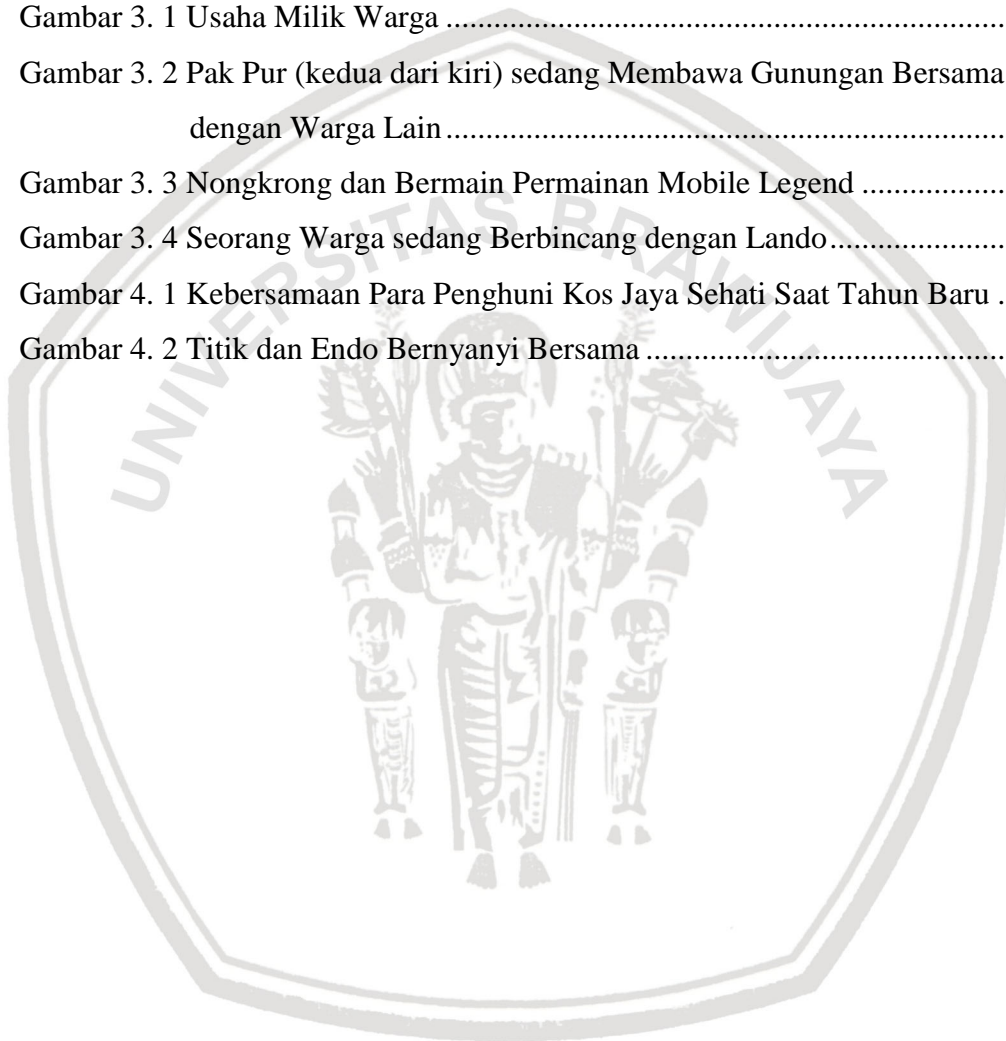 Gambar 3. 1 Usaha Milik Warga .....................................................................
Gambar 3. 2 Pak Pur (kedua dari kiri) sedang Membawa Gunungan Bersama
dengan Warga Lain .....................................................................
Gambar 3. 3 Nongkrong dan Bermain Permainan Mobile Legend ..................
Gambar 3. 4 Seorang Warga sedang Berbincang dengan Lando......................
Gambar 4. 1 Kebersamaan Para Penghuni Kos Jaya Sehati Saat Tahun Baru .
Gambar 4. 2 Titik dan Endo Bernyanyi Bersama .............................................
UNIVERSITAS BRAWIJAYA